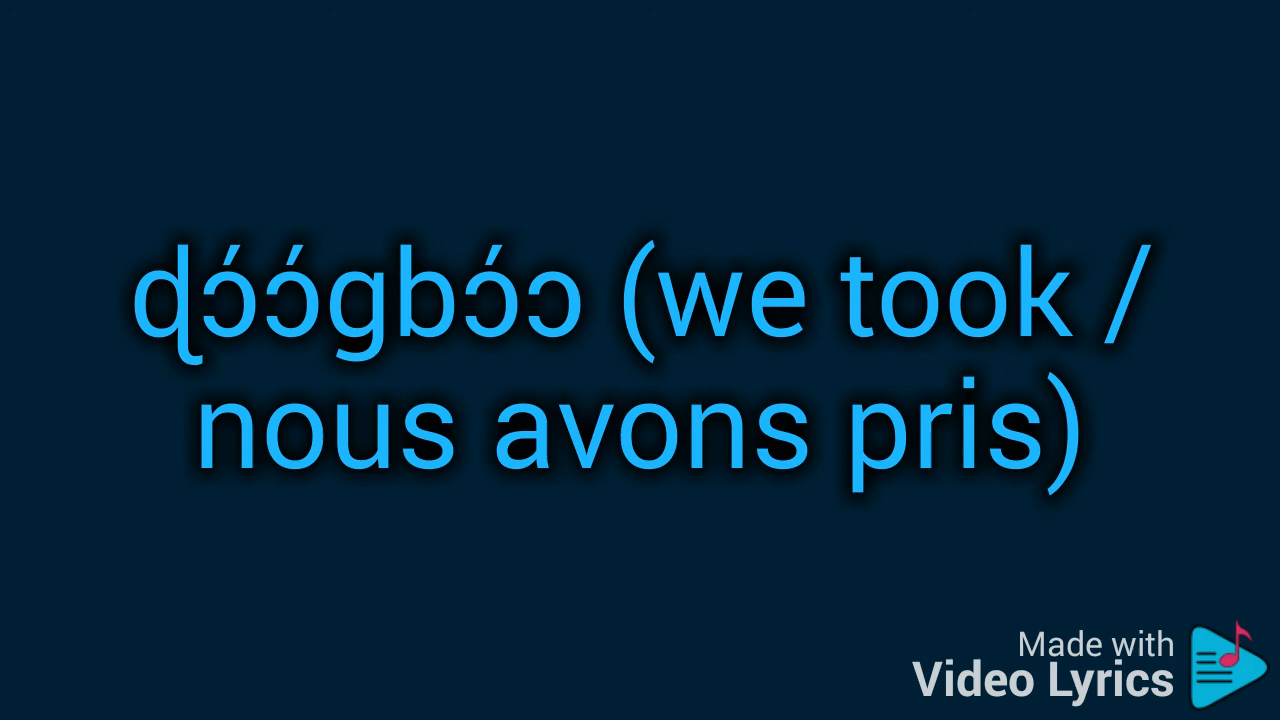 ɖɔ́ɔ́gbɔ́ɔ (we took /
nous avons pris)
Made with
Video Lyrics